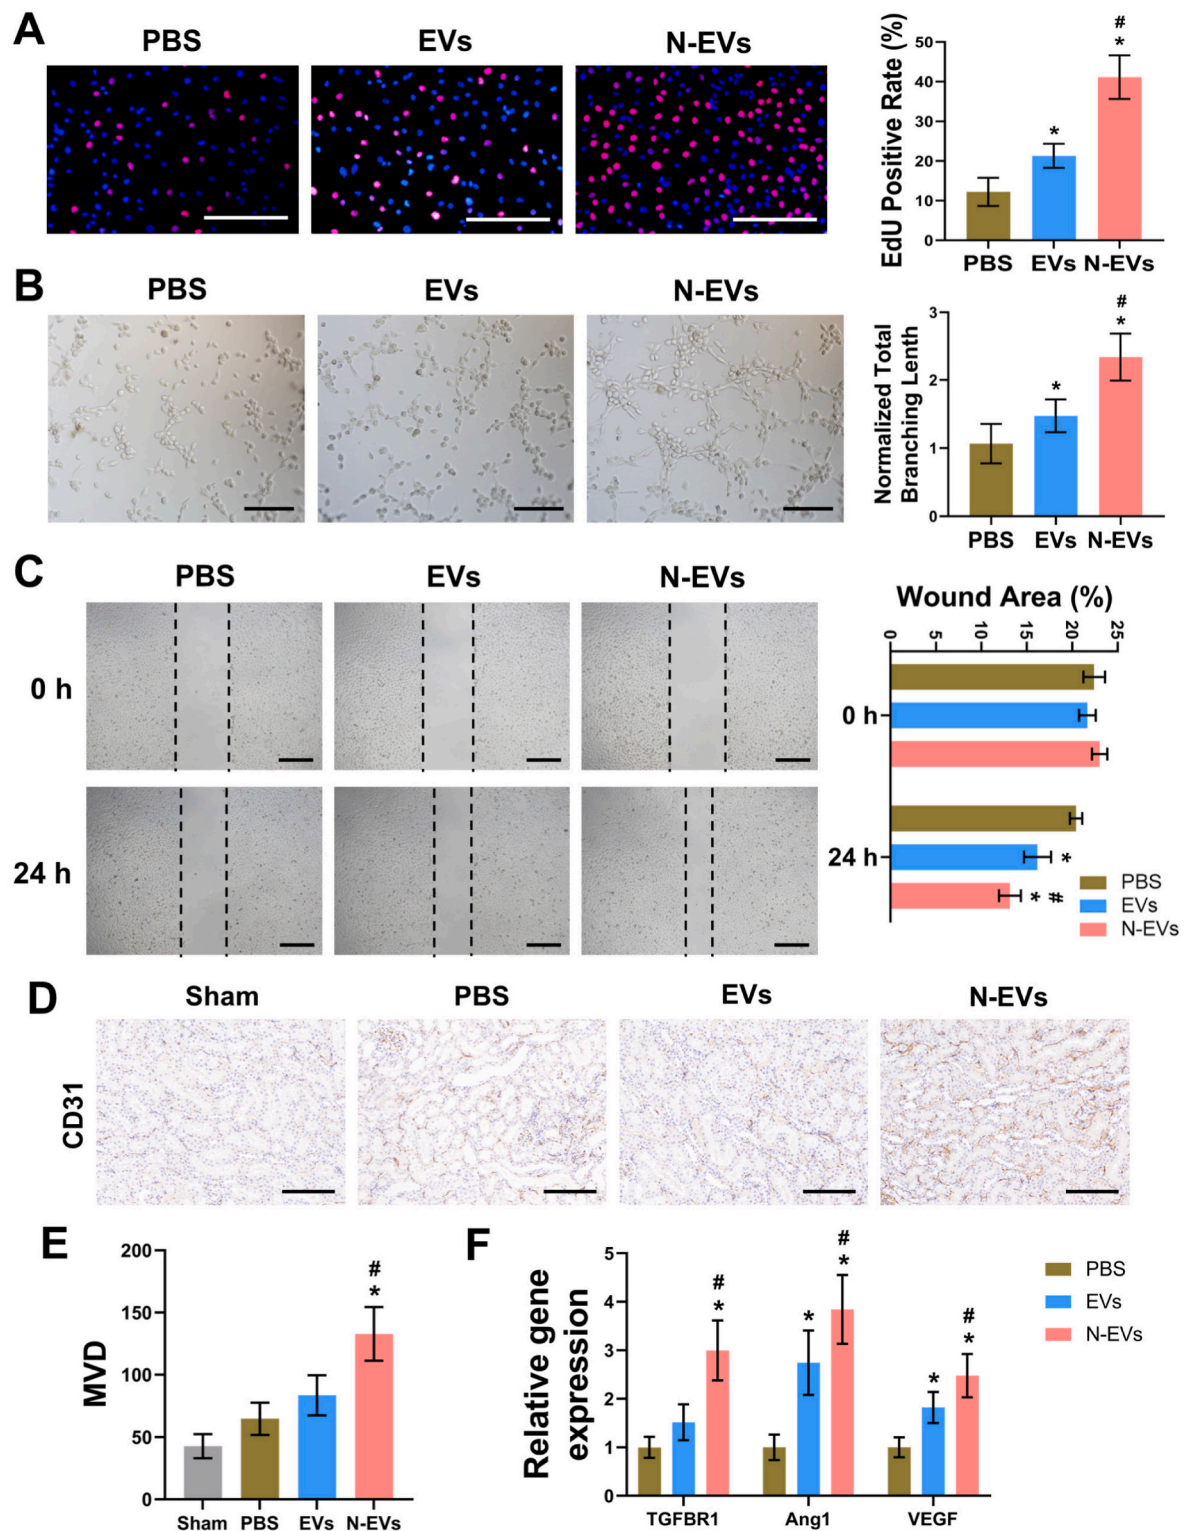 A
PBS
EVs
N-EVs
EdU Positive Rate (%)
50
40
30
20
10
0
#
*
*
PBS
EVs
N-EVs
B
PBS
EVs
N-EVs
Normalized Total
Branching Lenth
3
2
1
0
#
*
*
PBS
EVs
N-EVs
C
PBS
EVs
N-EVs
0 h
24 h
Wound Area (%)
0
5
10
15
20
25
0 h
24 h
*
* #
PBS
EVs
N-EVs
D
Sham
PBS
EVs
N-EVs
CD31
E
MVD
200
150
100
50
0
#
*
Sham
PBS
EVs
N-EVs
F
Relative gene
expression
5
4
3
2
1
0
#
*
*
#
*
*
#
*
TGFBR1
Ang1
VEGF
PBS
EVs
N-EVs